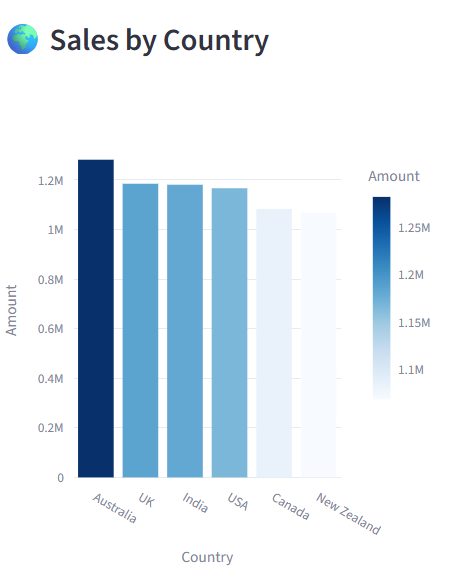 Sales by Country
Amount
1.2M
1M
0.8M
0.6M
0.4M
0.2M
0
Amount
1.25M
1.2M
1.15M
1.1M
Australia
UK
India
USA
Canada
New Zealand
Country